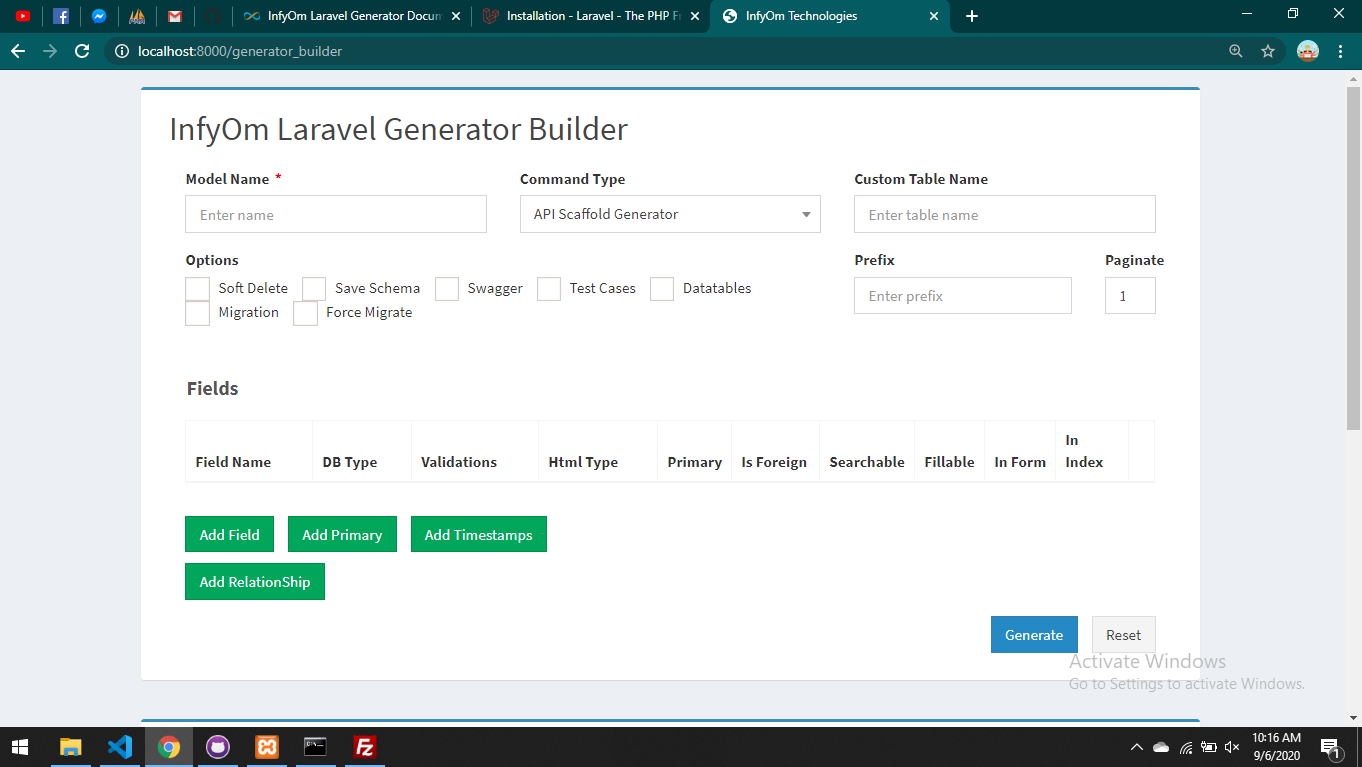 InfyOm Laravel Generator Docum
Installation - Laravel - The PHP Fr
InfyOm Technologies
localhost:8000/generator_builder
InfyOm Laravel Generator Builder
Model Name *
Command Type
Custom Table Name
Enter name
API Scaffold Generator
Enter table name
Options
Prefix
Paginate
Soft Delete
Save Schema
Swagger
Test Cases
Datatables
Enter prefix
1
Migration
Force Migrate
Fields
Field Name
DB Type
Validations
Html Type
Primary
Is Foreign
Searchable
Fillable
In Form
In
Index
Add Field
Add Primary
Add Timestamps
Add RelationShip
Generate
Reset
Activate Windows
Go to Settings to activate Windows.
10:16 AM
9/6/2020
1